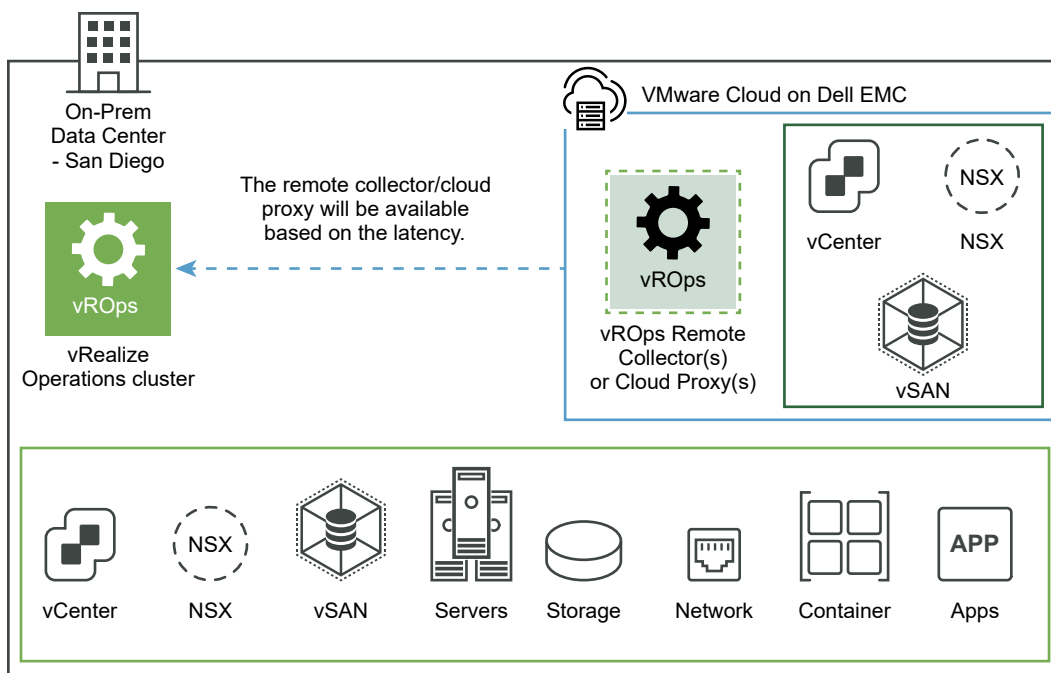 On-Prem
Data Center
- San Diego
VMware Cloud on Dell EMC
The remote collector/cloud
proxy will be available
based on the latency.
vROps
vRealize
Operations cluster
vROps
vROps Remote
Collector(s)
or Cloud Proxy(s)
vCenter
NSX
NSX
vSAN
vCenter
NSX
NSX
vSAN
Servers
Storage
Network
Container
APP
Apps